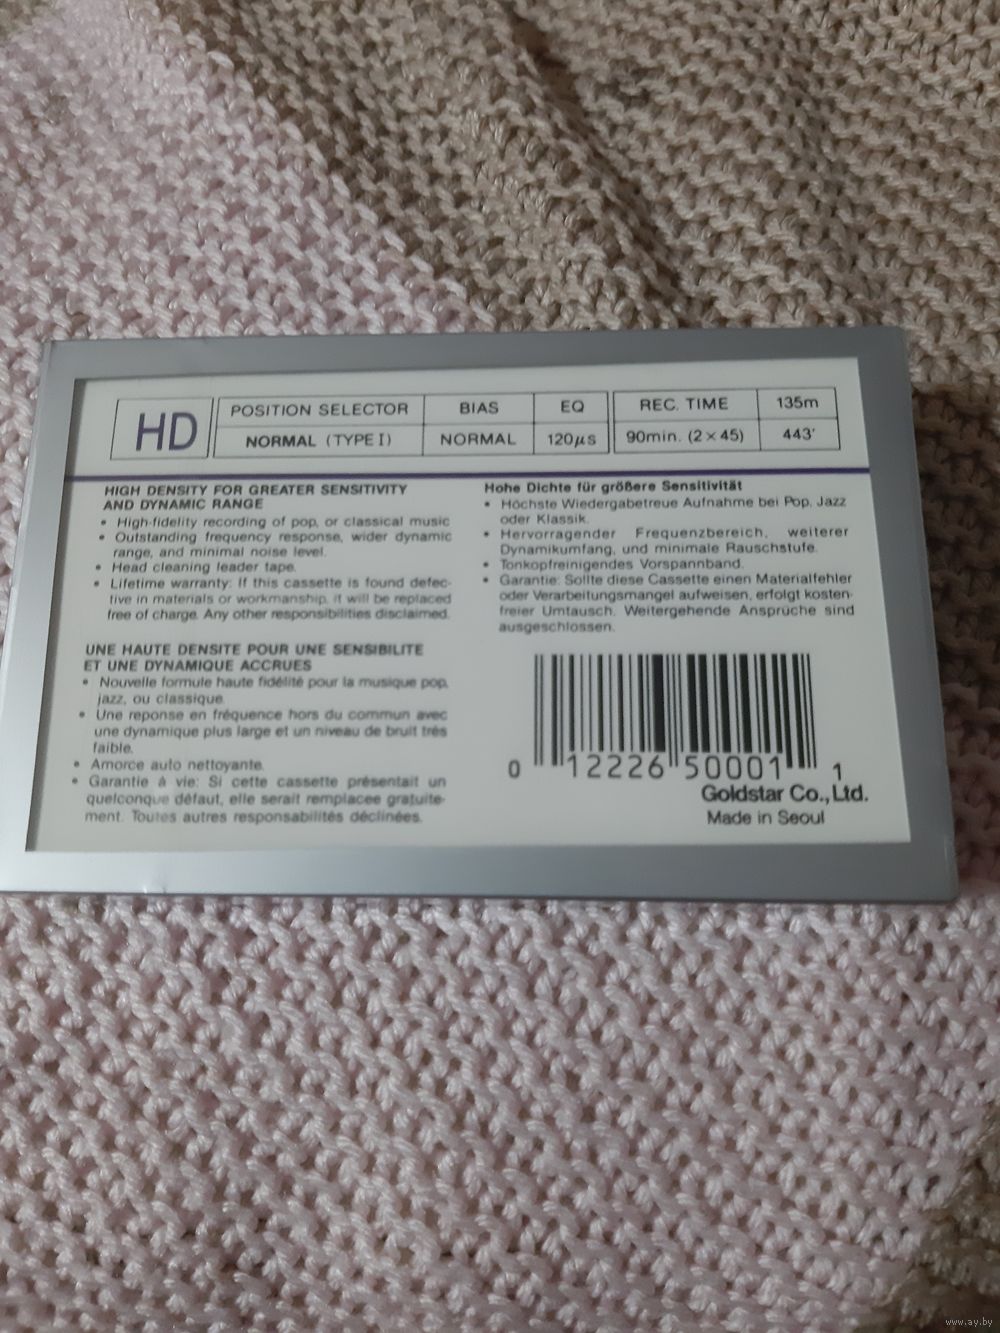 HD
POSITION SELECTOR BIAS EQ REC. TIME 135m
NORMAL (TYPE I) NORMAL 120µs 90min. (2×45) 443'
HIGH DENSITY FOR GREATER SENSITIVITY
AND DYNAMIC RANGE
• High-fidelity recording of pop, or classical music
• Outstanding frequency response, wider dynamic
range, and minimal noise level.
• Head cleaning leader tape.
• Lifetime warranty: If this cassette is found defec-
tive in materials or workmanship, it will be replaced
free of charge. Any other responsibilities disclaimed.
UNE HAUTE DENSITE POUR UNE SENSIBILITE
ET UNE DYNAMIQUE ACCRUES
• Nouvelle formule haute fidélité pour la musique pop,
jazz, ou classique.
• Une reponse en fréquence hors du commun avec
une dynamique plus large et un niveau de bruit très
faible.
• Amorce auto nettoyante.
• Garantie à vie: Si cette cassette présentait un
quelconque défaut, elle serait remplacee gratuite-
ment. Toutes autres responsabilités déclinées.
Hohe Dichte für größere Sensitivität
• Höchste Wiedergabetreue Aufnahme bei Pop, Jazz
oder Klassik.
• Hervorragender Frequenzbereich, weiterer
Dynamikumfang, und minimale Rauschstufe.
• Tonkopfreinigendes Vorspannband.
• Garantie: Sollte diese Cassette einen Materialfehler
oder Verarbeitungsmangel aufweisen, erfolgt kosten-
freier Umtausch. Weitergehende Ansprüche sind
ausgeschlossen.
0 12226 50001 1
Goldstar Co., Ltd.
Made in Seoul
www.ay.by